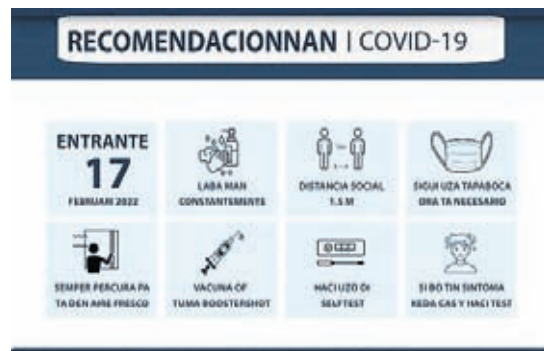 RECOMENDACIONNAN | COVID-19
ENTRANTE
17
FEBRUARI 2022
LABA MAN
CONSTANTEMENTE
DISTANCIA SOCIAL
1.5 M
SIGUI UZA TAPABOCA
ORA TA NECESARIO
SEMPER PERCURA PA
TA DEN AIRE FRESCO
VACUNA OF
TUMA BOOSTERSHOT
HACI UZO DI
SELFTEST
SI BO TIN SINTOMA
KEDA CAS Y HACI TEST